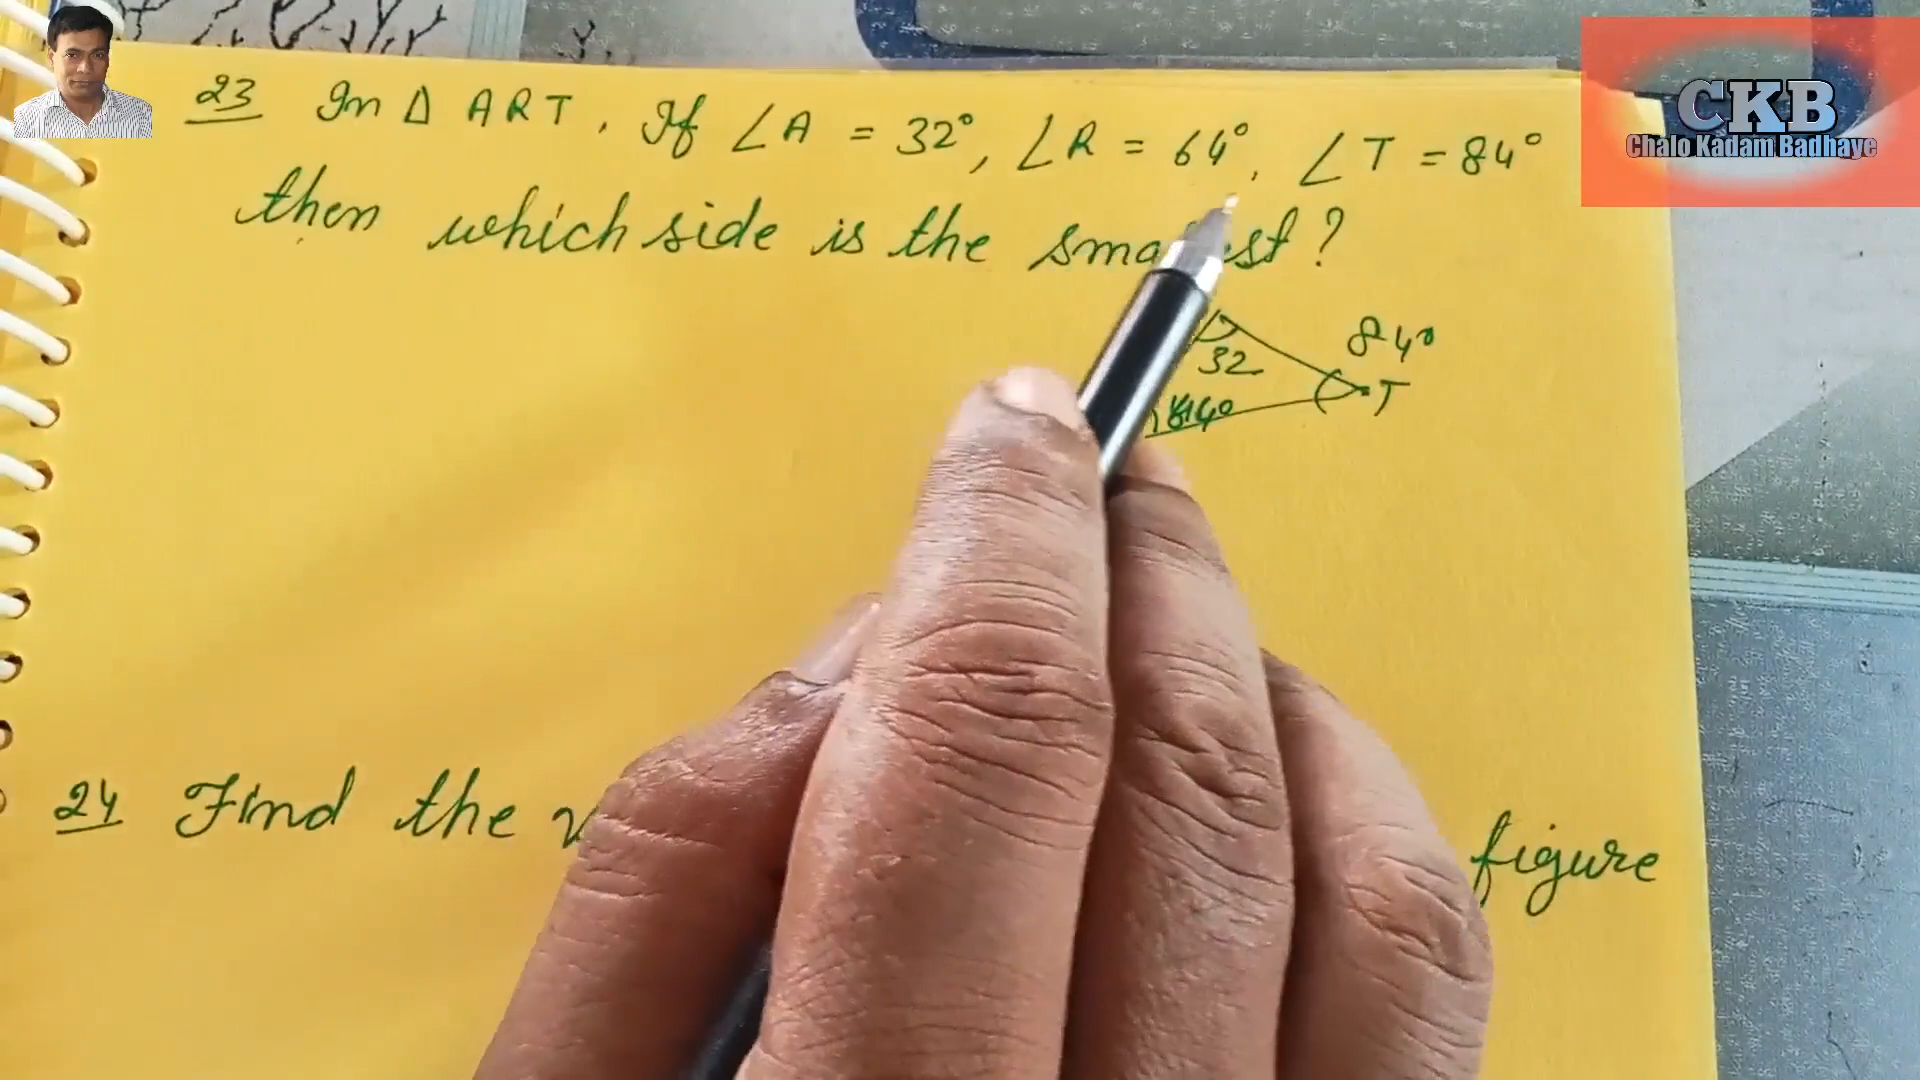 23 In Δ ART, If ∠A = 32°, ∠R = 64°, ∠T = 84°
then which side is the st?
32
84°
T
24 Find the
figure
CKB
Chalo Kadam Badhaye